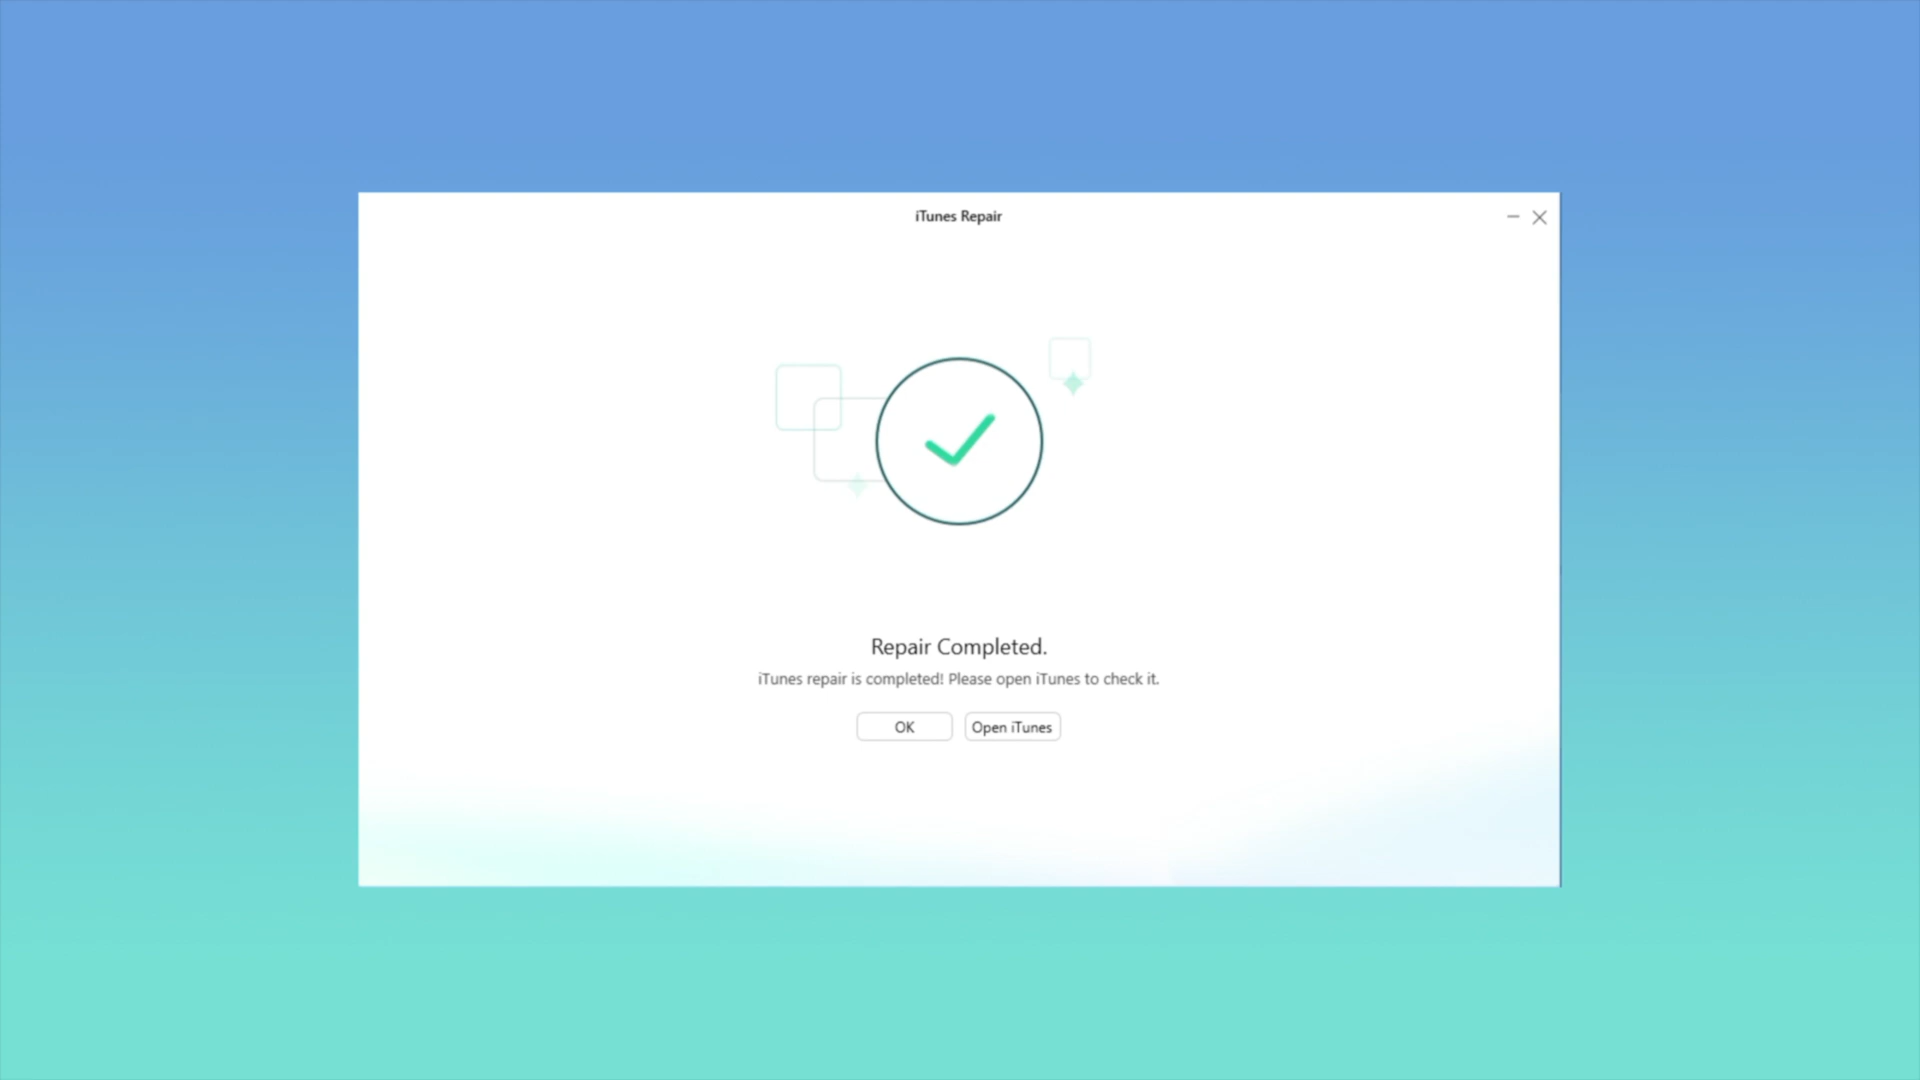 iTunes Repair
Repair Completed.
iTunes repair is completed! Please open iTunes to check it.
OK
Open iTunes